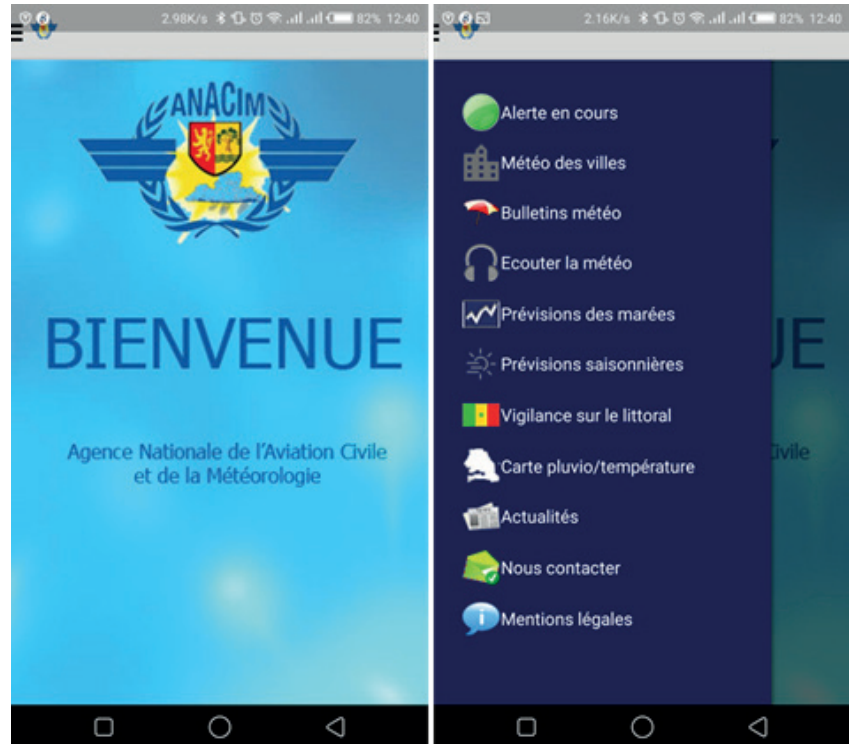 2.98K/s 82% 12:40
ANACIM
BIENVENUE
Agence Nationale de l'Aviation Civile
et de la Météorologie
2.16K/s 82% 12:40
Alerte en cours
Météo des villes
Bulletins météo
Ecouter la météo
Prévisions des marées
Prévisions saisonnières
Vigilance sur le littoral
Carte pluvio/température
Actualités
Nous contacter
Mentions légales
UE
ivile